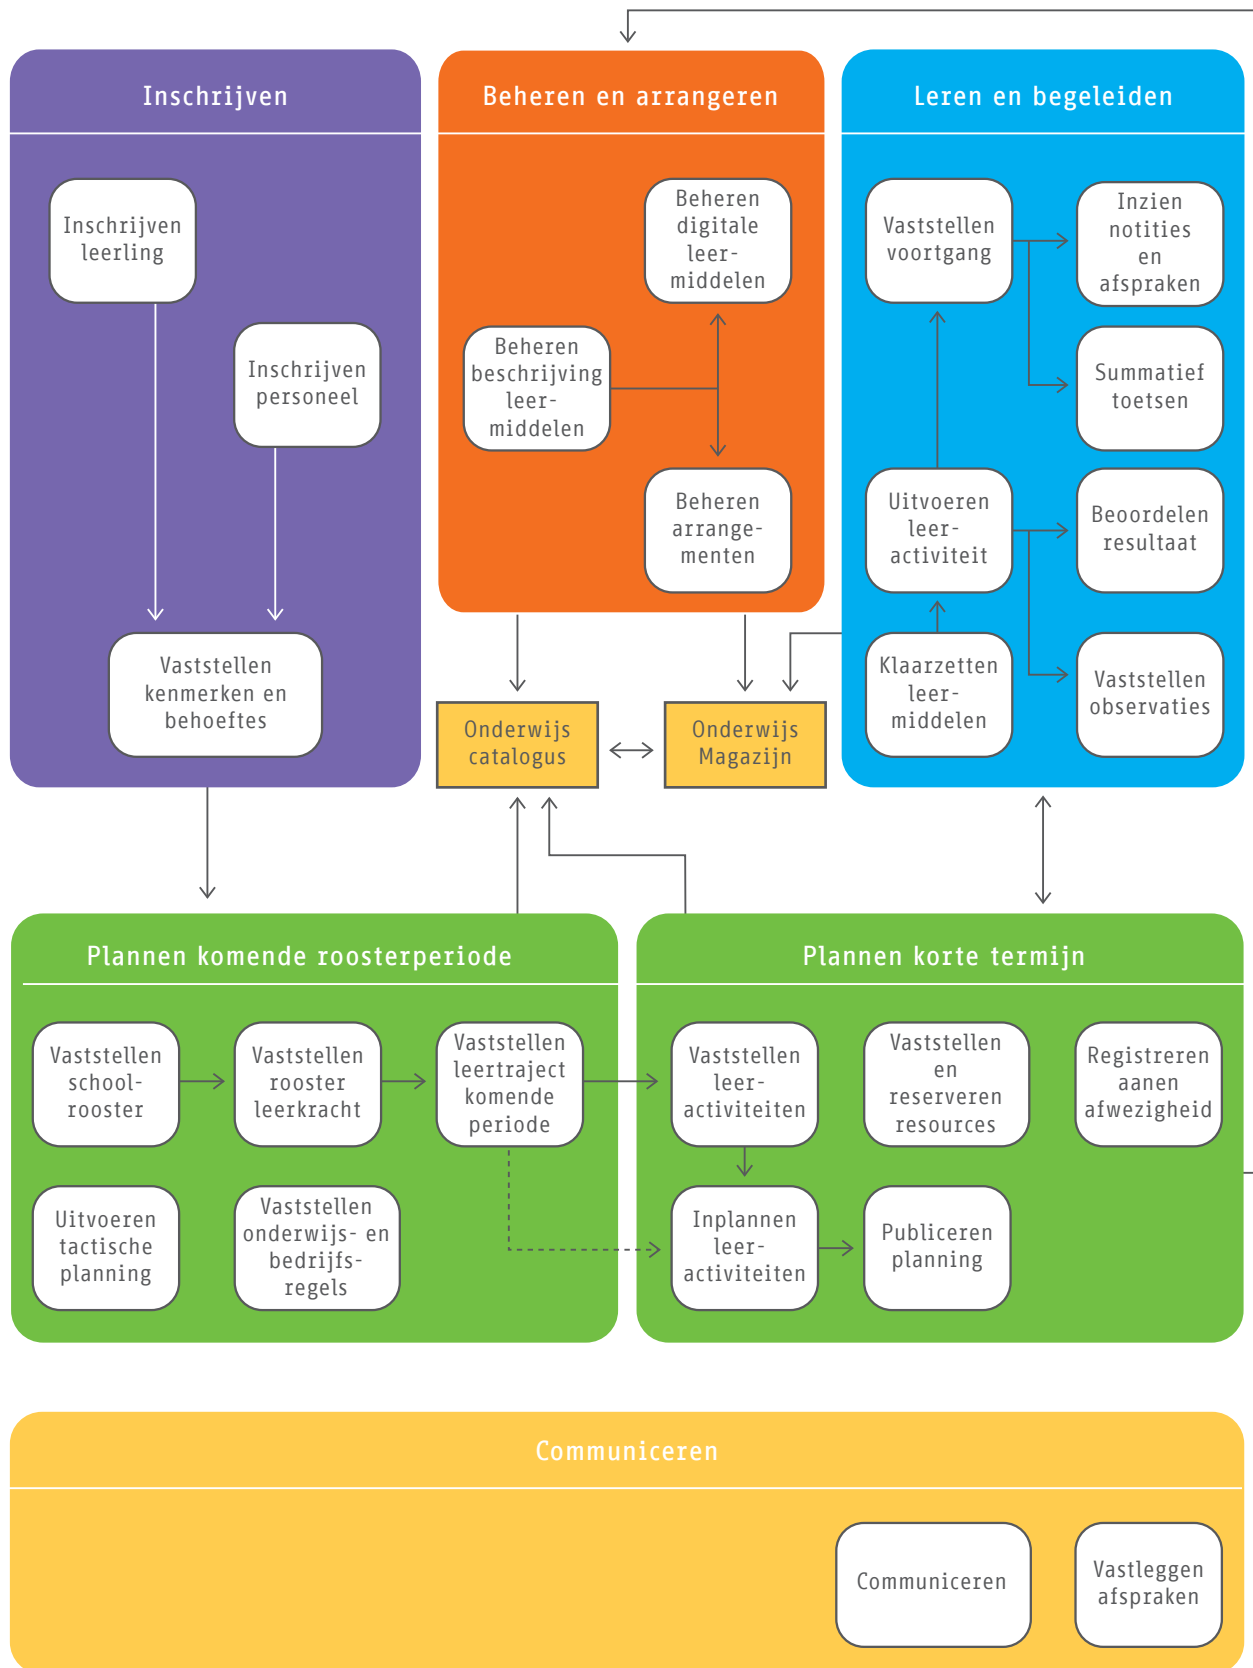 Inschrijven
Inschrijven
leerling
Inschrijven
personeel
Vaststellen
kenmerken en
behoeftes
Beheren en arrangeren
Beheren
digitale
leer-
middelen
Beheren
beschrijving
leer-
middelen
Beheren
arrange-
menten
Leren en begeleiden
Vaststellen
voortgang
Inzien
notities
en
afspraken
Summatief
toetsen
Uitvoeren
leer-
activiteit
Beoordelen
resultaat
Klaarzetten
leer-
middelen
Vaststellen
observaties
Onderwijs
catalogus
Onderwijs
Magazijn
Plannen komende roosterperiode
Vaststellen
school-
rooster
Vaststellen
rooster
leerkracht
Vaststellen
leertraject
komende
periode
Uitvoeren
tactische
planning
Vaststellen
onderwijs- en
bedrijfs-
regels
Plannen korte termijn
Vaststellen
leer-
activiteiten
Vaststellen
en
reserveren
resources
Registreren
aanen
afwezigheid
Inplannen
leer-
activiteiten
Publiceren
planning
Communiceren
Communiceren
Vastleggen
afspraken